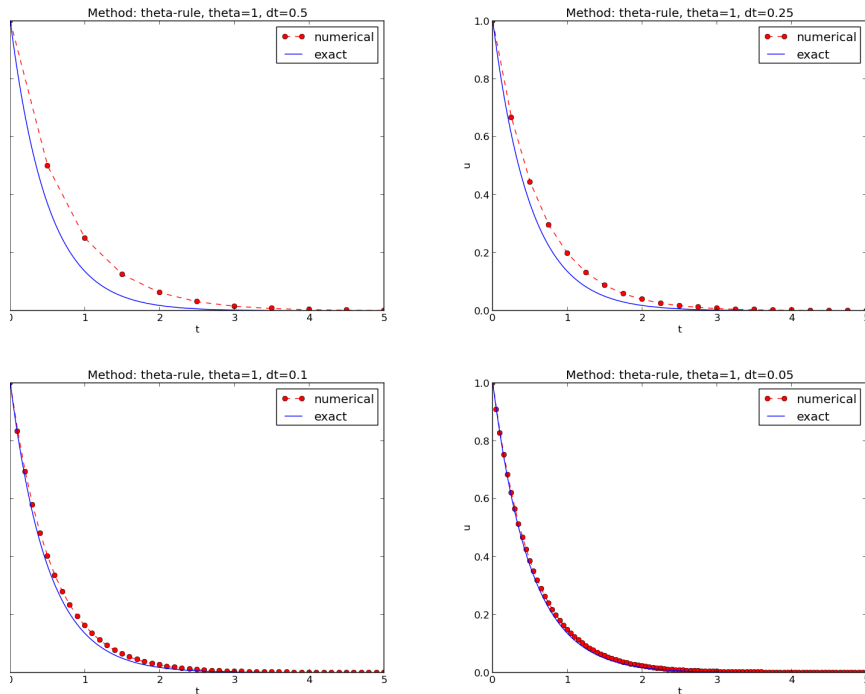 Method: theta-rule, theta=1, dt=0.5
numerical
exact
0 1 2 3 4 5
t
Method: theta-rule, theta=1, dt=0.25
numerical
exact
1.0
0.8
0.6
0.4
0.2
0.0
u
0 1 2 3 4 5
t
Method: theta-rule, theta=1, dt=0.1
numerical
exact
0 1 2 3 4 5
t
Method: theta-rule, theta=1, dt=0.05
numerical
exact
1.0
0.8
0.6
0.4
0.2
0.0
u
0 1 2 3 4 5
t